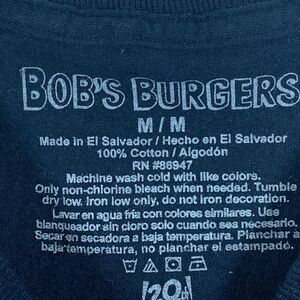 BOB'S BURGERS
M / M
Made in El Salvador / Hecho en El Salvador
100% Cotton / Algodón
RN #86947
Machine wash cold with like colors.
Only non-chlorine bleach when needed. Tumble
dry low. Iron low only, do not iron decoration.
Lavar en agua fria con colores similares. Use
blanqueador sin cloro solo cuando sea necesario.
Secar en secadora a baja temperatura. Planchar a
baja temperatura, no planchar el estampado.
20th